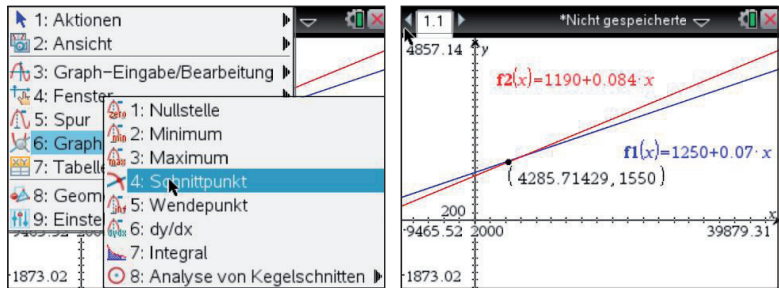 1: Aktionen
2: Ansicht
3: Graph-Eingabe/Bearbeitung
4: Fenster
5: Spur
6: Graph
7: Tabelle
8: Geom
9: Einste
1: Nullstelle
2: Minimum
3: Maximum
4: Schnittpunkt
5: Wendepunkt
6: dy/dx
7: Integral
8: Analyse von Kegelschnitten
-1873.02
1.1
*Nicht gespeicherte
4857.14
y
f2(x)=1190+0.084·x
f1(x)=1250+0.07·x
(4285.71429,1550)
200
x
-9465.52
2000
39879.31
-1873.02